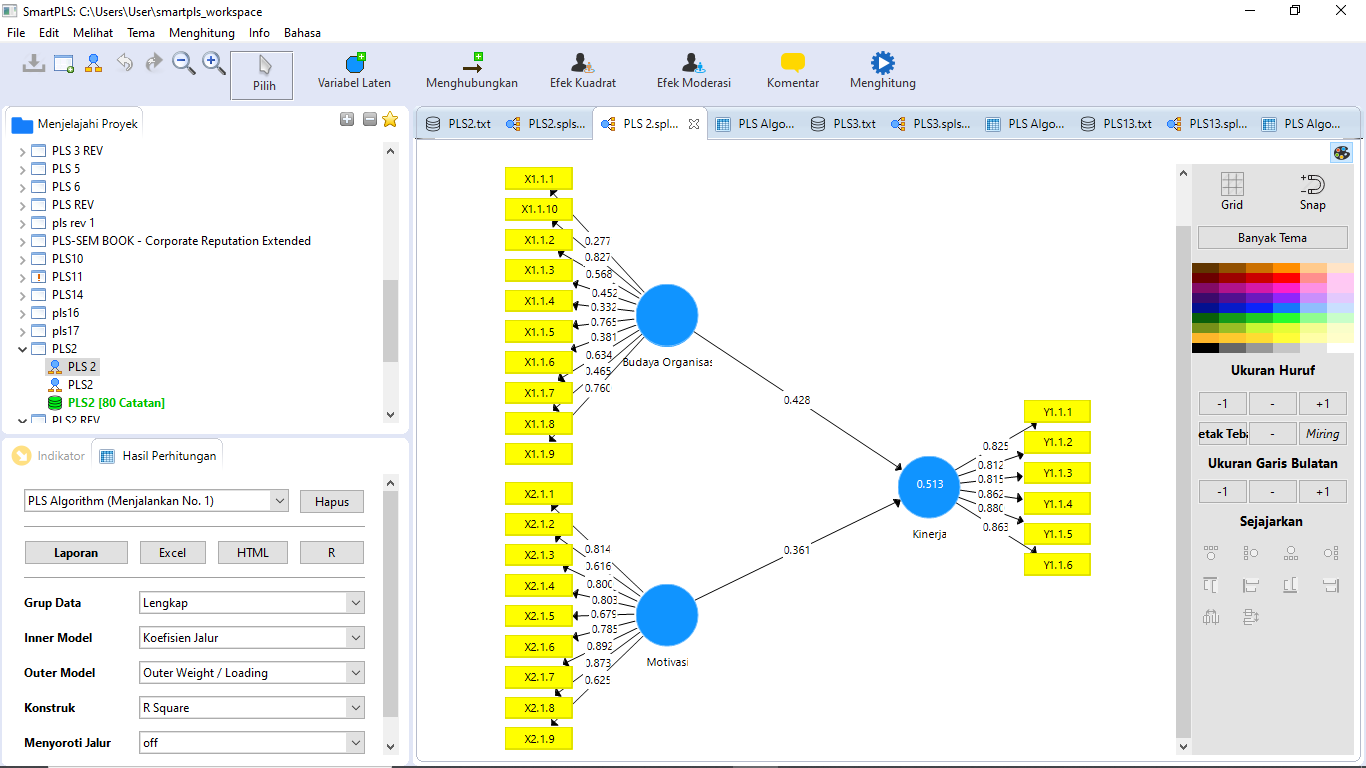 SmartPLS: C:\Users\User\smartpls_workspace
File Edit Melihat Tema Menghitung Info Bahasa
Pilih
Variabel Laten
Menghubungkan
Efek Kuadrat
Efek Moderasi
Komentar
Menghitung
Menjelajahi Proyek
PLS 3 REV
PLS 5
PLS 6
PLS REV
pls rev 1
PLS-SEM BOOK - Corporate Reputation Extended
PLS10
PLS11
PLS14
pls16
pls17
PLS2
PLS 2
PLS2
PLS2 [80 Catatan]
PLS2 REV
Indikator
Hasil Perhitungan
PLS Algorithm (Menjalankan No. 1)
Hapus
Laporan
Excel
HTML
R
Grup Data
Lengkap
Inner Model
Koefisien Jalur
Outer Model
Outer Weight / Loading
Konstruk
R Square
Menyoroti Jalur
off
PLS2.txt
PLS2.spls...
PLS 2.spl...
PLS Algo...
PLS3.txt
PLS3.spls...
PLS Algo...
PLS13.txt
PLS13.spl...
PLS Algo...
X1.1.1
X1.1.10
X1.1.2
X1.1.3
X1.1.4
X1.1.5
X1.1.6
X1.1.7
X1.1.8
X1.1.9
0.277
0.827
0.568
0.452
0.332
0.765
0.381
0.634
0.465
0.760
Budaya Organisas
X2.1.1
X2.1.2
X2.1.3
X2.1.4
X2.1.5
X2.1.6
X2.1.7
X2.1.8
X2.1.9
0.814
0.616
0.800
0.803
0.679
0.785
0.892
0.873
0.625
Motivasi
0.428
0.361
0.513
Kinerja
0.825
0.812
0.815
0.862
0.880
0.863
Y1.1.1
Y1.1.2
Y1.1.3
Y1.1.4
Y1.1.5
Y1.1.6
Grid
Snap
Banyak Tema
Ukuran Huruf
-1 - +1
etak Teba - Miring
Ukuran Garis Bulatan
-1 - +1
Sejajarkan